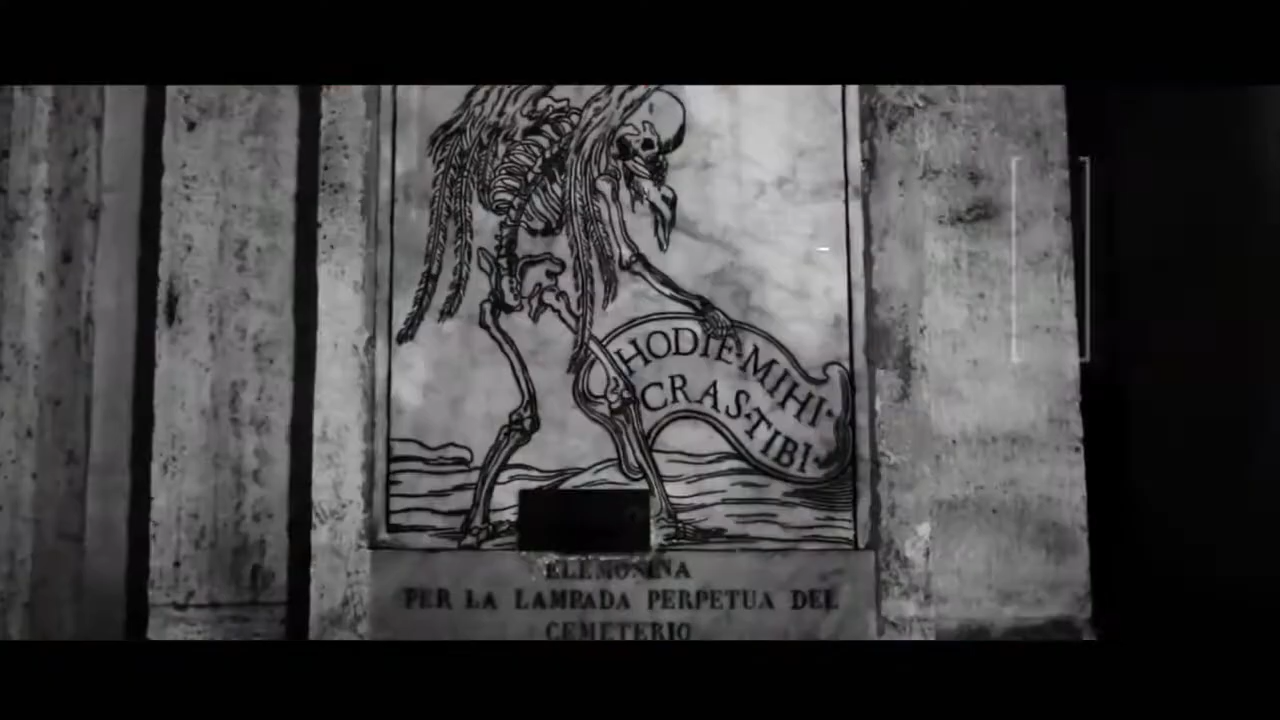 HODIE·MIHI·
CRAS·TIBI·
ELEMOSINA
PER LA LAMPADA PERPETUA DEL
CEMETERIO